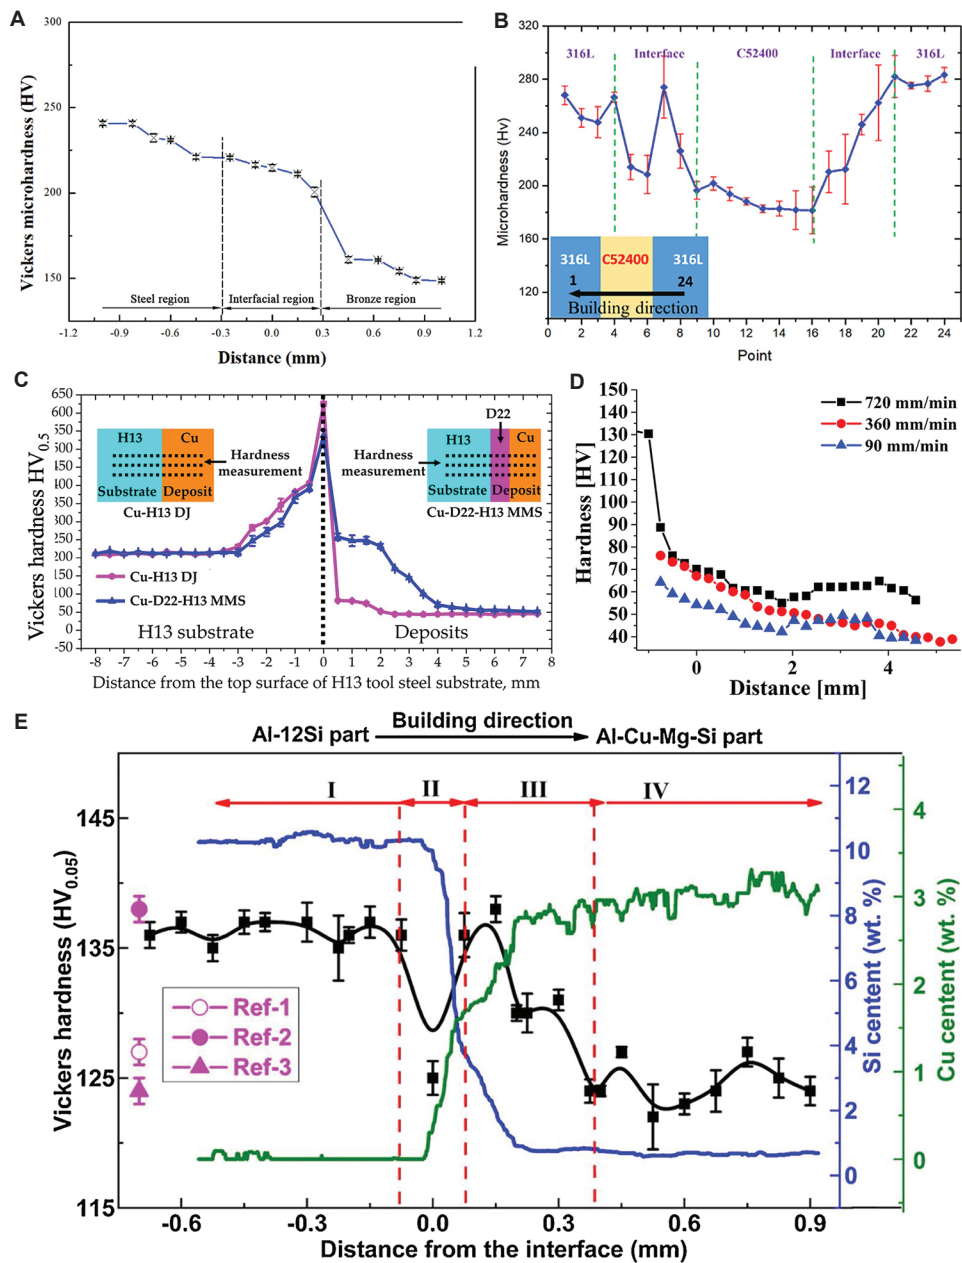 A
Vickers microhardness (HV)
300
250
200
150
Steel region
Interfacial region
Bronze region
-1.2 -0.9 -0.6 -0.3 0.0 0.3 0.6 0.9 1.2
Distance (mm)
B
Microhardness (Hv)
320
280
240
200
160
120
316L
Interface
C52400
Interface
316L
316L C52400 316L
1 24
Building direction
0 2 4 6 8 10 12 14 16 18 20 22 24
Point
C
Vickers hardness HV0.5
650
600
550
500
450
400
350
300
250
200
150
100
50
0
-50
H13 Cu
Hardness
measurement
Substrate Deposit
Cu-H13 DJ
D22
H13 Cu
Hardness
measurement
Substrate Deposit
Cu-D22-H13 MMS
Cu-H13 DJ
Cu-D22-H13 MMS
H13 substrate
Deposits
-8 -7 -6 -5 -4 -3 -2 -1 0 1 2 3 4 5 6 7 8
Distance from the top surface of H13 tool steel substrate, mm
D
Hardness [HV]
150
140
130
120
110
100
90
80
70
60
50
40
720 mm/min
360 mm/min
90 mm/min
0 2 4
Distance [mm]
E
Building direction
Al-12Si part
Al-Cu-Mg-Si part
I II III IV
Vickers hardness (HV0.05)
145
135
125
115
Ref-1
Ref-2
Ref-3
-0.6 -0.3 0.0 0.3 0.6 0.9
Distance from the interface (mm)
12
10
8
6
4
2
0
Si centent (wt. %)
4
3
2
1
0
Cu centent (wt. %)